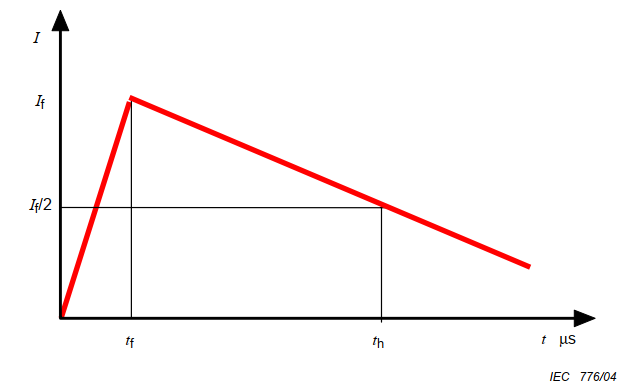 I
If
If/2
tf
th
t μs
IEC 776/04